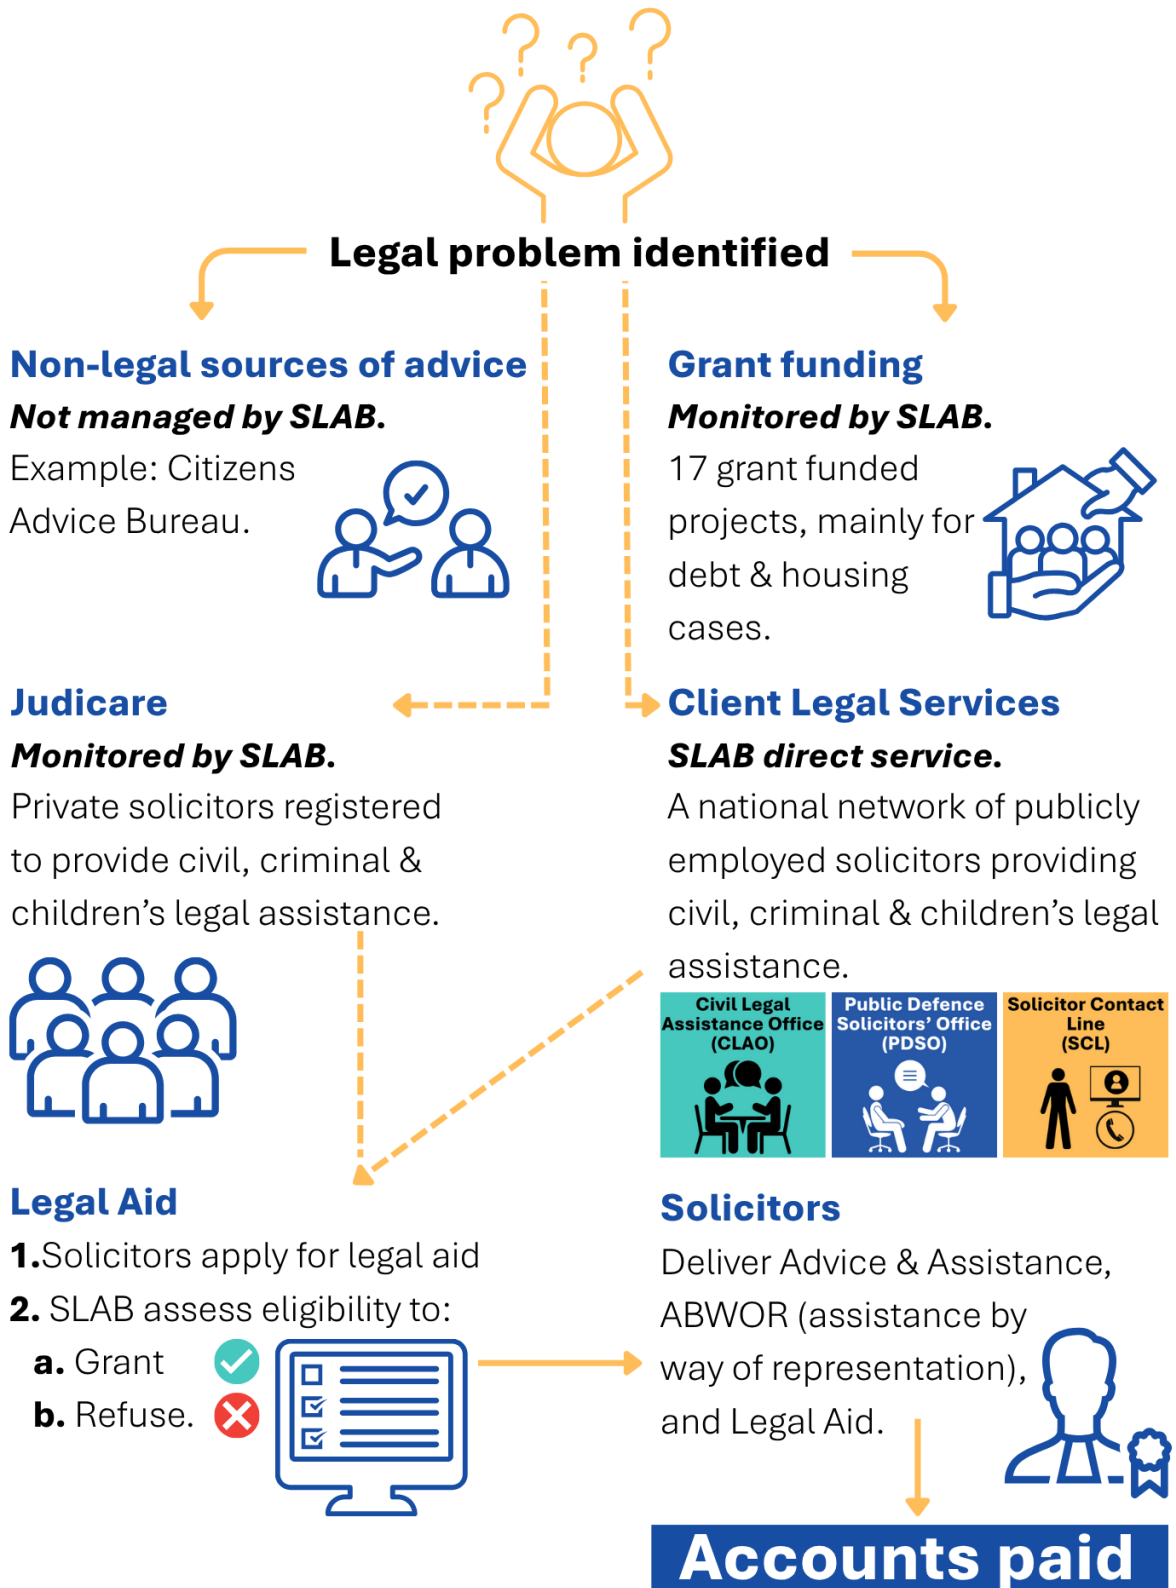 ? ? ? ?
Legal problem identified
Non-legal sources of advice
Not managed by SLAB.
Example: Citizens
Advice Bureau.
Grant funding
Monitored by SLAB.
17 grant funded
projects, mainly for
debt & housing
cases.
Judicare
Monitored by SLAB.
Private solicitors registered
to provide civil, criminal &
children's legal assistance.
Client Legal Services
SLAB direct service.
A national network of publicly
employed solicitors providing
civil, criminal & children's legal
assistance.
Civil Legal
Assistance Office
(CLAO)
Public Defence
Solicitors' Office
(PDSO)
Solicitor Contact
Line
(SCL)
Legal Aid
1.Solicitors apply for legal aid
2. SLAB assess eligibility to:
a. Grant
b. Refuse.
Solicitors
Deliver Advice & Assistance,
ABWOR (assistance by
way of representation),
and Legal Aid.
Accounts paid